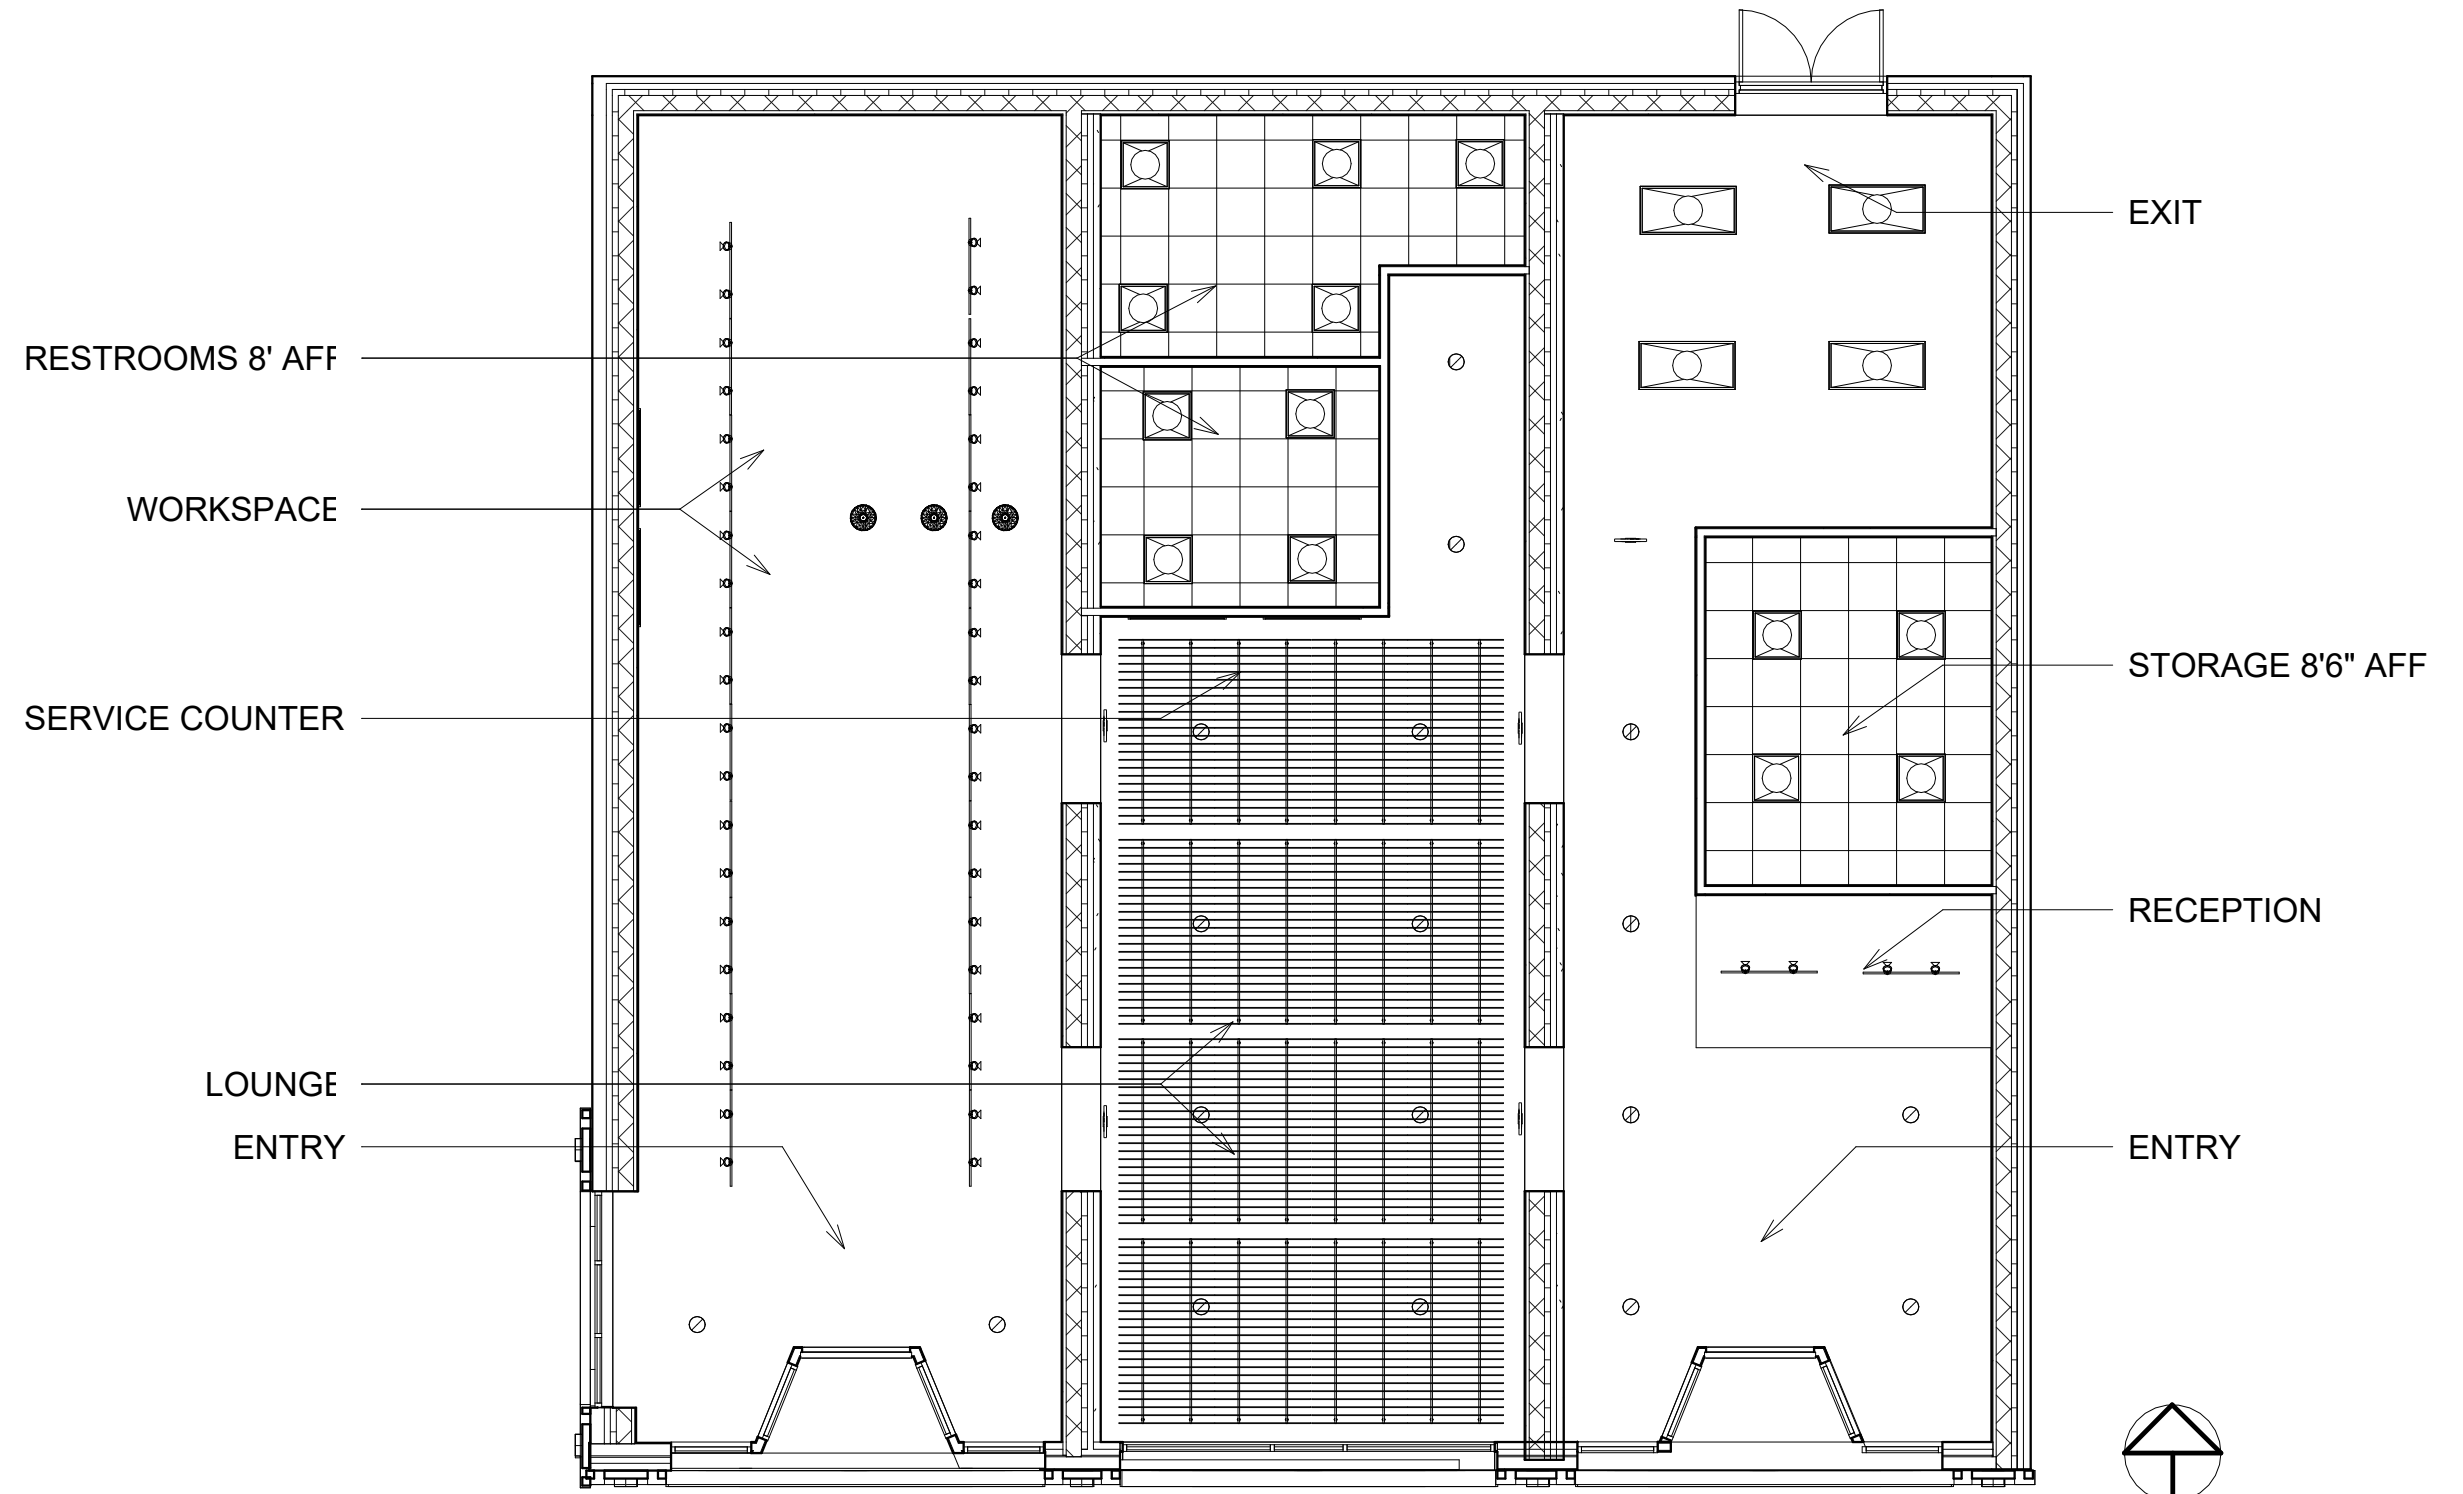 EXIT
RESTROOMS 8' AFF
WORKSPACE
STORAGE 8'6" AFF
SERVICE COUNTER
RECEPTION
LOUNGE
ENTRY
ENTRY